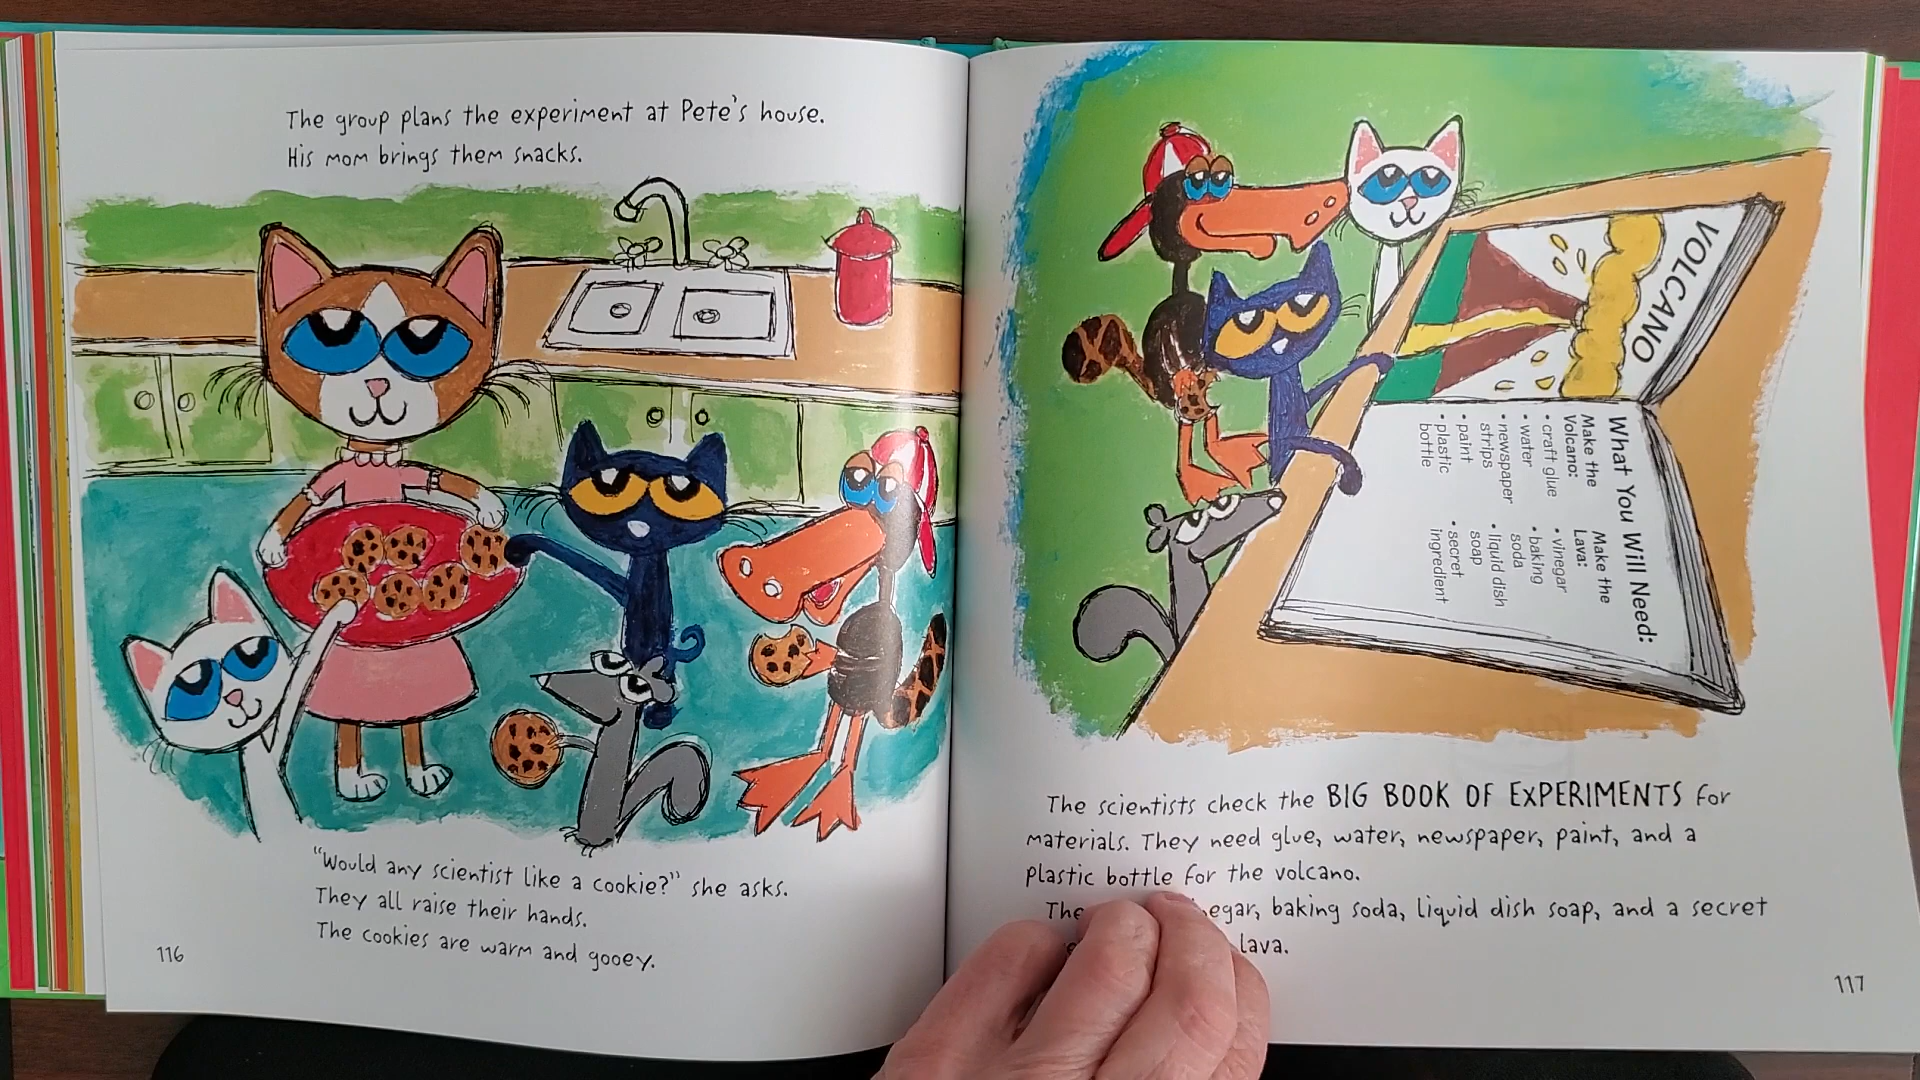 The group plans the experiment at Pete's house.
His mom brings them snacks.
"Would any scientist like a cookie?" she asks.
They all raise their hands.
The cookies are warm and gooey.
116
VOLCANO
What You Will Need:
Make the
Volcano:
• craft glue
• water
• newspaper
strips
• paint
• plastic
bottle
Make the
Lava:
• vinegar
• baking
soda
• liquid dish
soap
• secret
ingredient
The scientists check the BIG BOOK OF EXPERIMENTS for
materials. They need glue, water, newspaper, paint, and a
plastic bottle for the volcano.
baking soda, liquid dish soap, and a secret
lava.
117